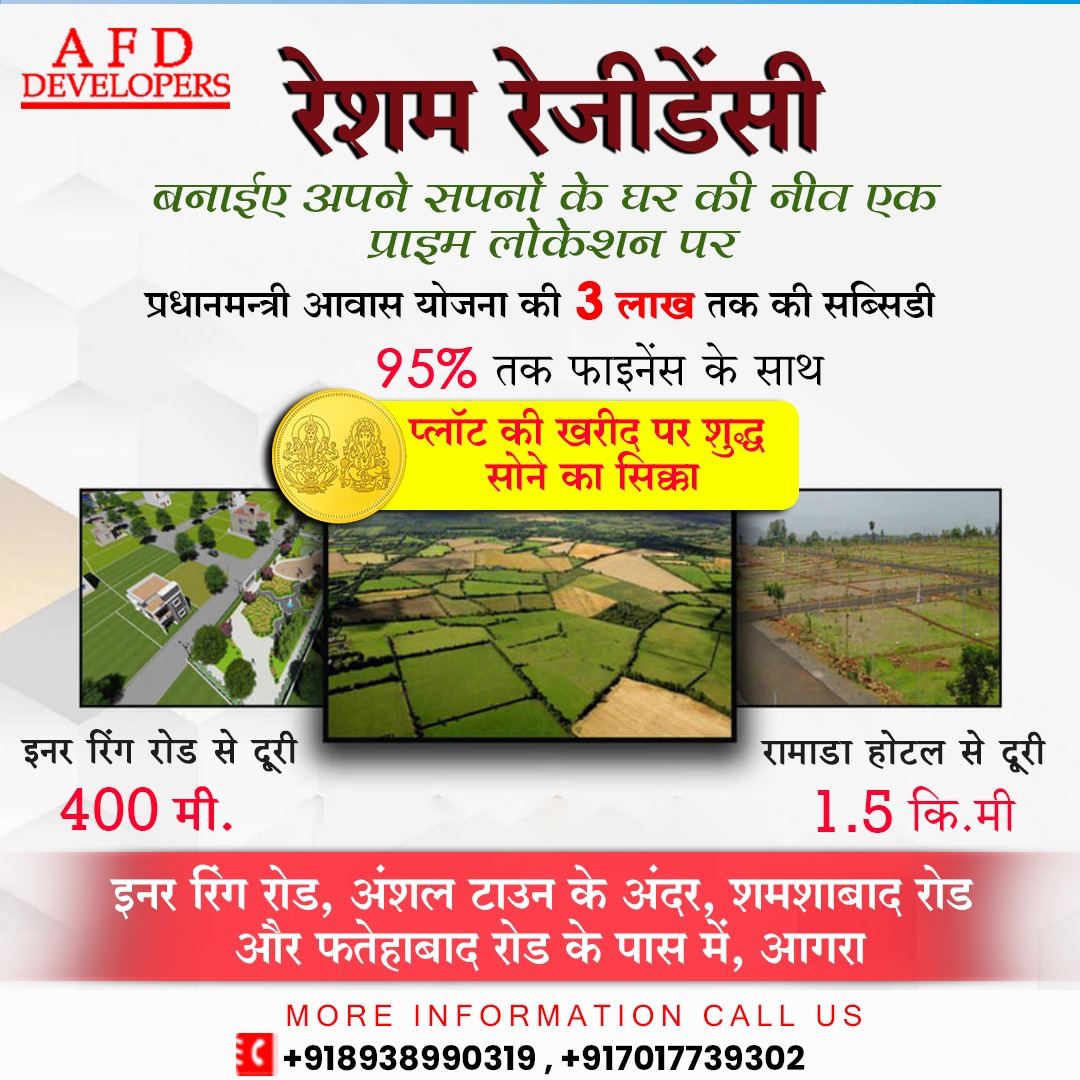 AFD
DEVELOPERS
रेशम रेजीडेंसी
बनाईए अपने सपनों के घर की नीव एक
प्राइम लोकेशन पर
प्रधानमन्त्री आवास योजना की 3 लाख तक की सब्सिडी
95% तक फाइनेंस के साथ
प्लॉट की खरीद पर शुद्ध
सोने का सिक्का
इनर रिंग रोड से दूरी
400 मी.
रामाडा होटल से दूरी
1.5 कि.मी
इनर रिंग रोड, अंशल टाउन के अंदर, शमशाबाद रोड
और फतेहाबाद रोड के पास में, आगरा
MORE INFORMATION CALL US
+918938990319 , +917017739302